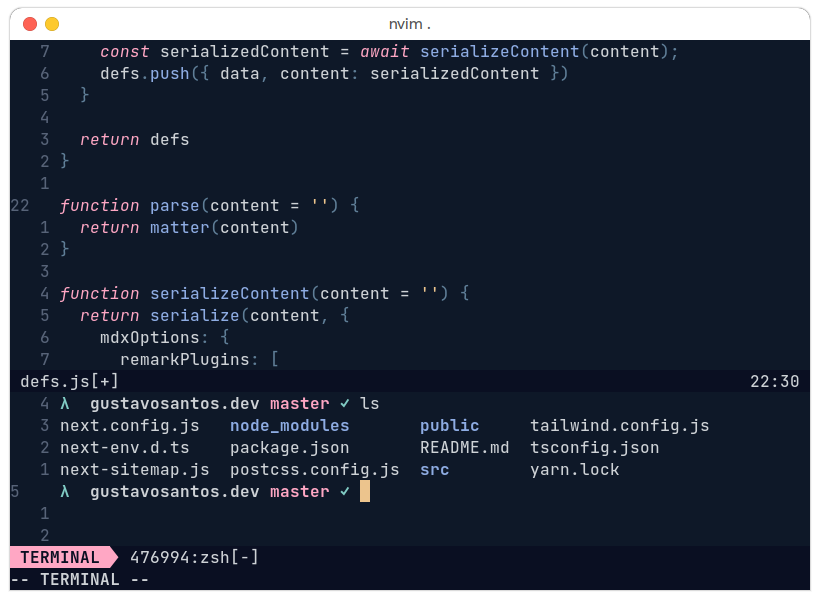 nvim .
7     const serializedContent = await serializeContent(content);
6     defs.push({ data, content: serializedContent })
5   }
4
3   return defs
2 }
1
22   function parse(content = '') {
1   return matter(content)
2 }
3
4 function serializeContent(content = '') {
5   return serialize(content, {
6     mdxOptions: {
7       remarkPlugins: [
defs.js[+] 22:30
4 λ  gustavosantos.dev master ✓ ls
3 next.config.js   node_modules       public     tailwind.config.js
2 next-env.d.ts    package.json       README.md  tsconfig.json
1 next-sitemap.js  postcss.config.js  src        yarn.lock
5    λ  gustavosantos.dev master ✓
1
2
TERMINAL 476994:zsh[-]
-- TERMINAL --